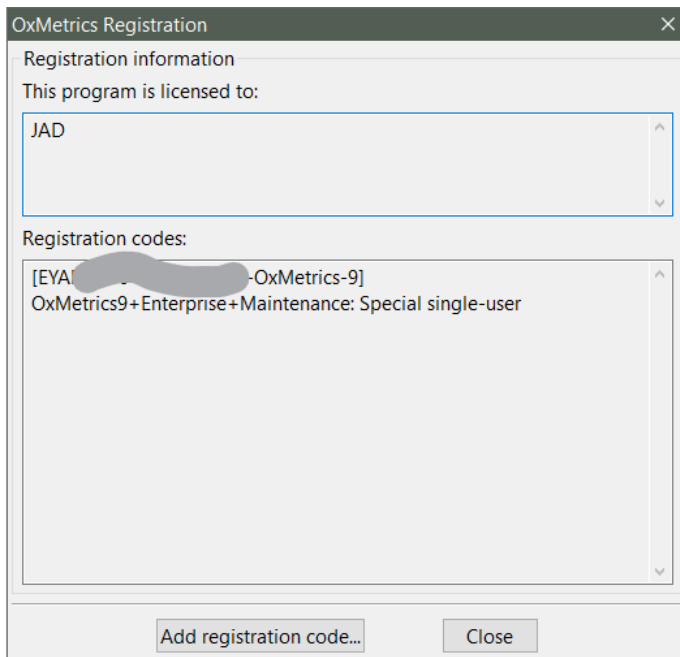 OxMetrics Registration
Registration information
This program is licensed to:
JAD
Registration codes:
-OxMetrics-9]
OxMetrics9+Enterprise+Maintenance: Special single-user
Add registration code...
Close